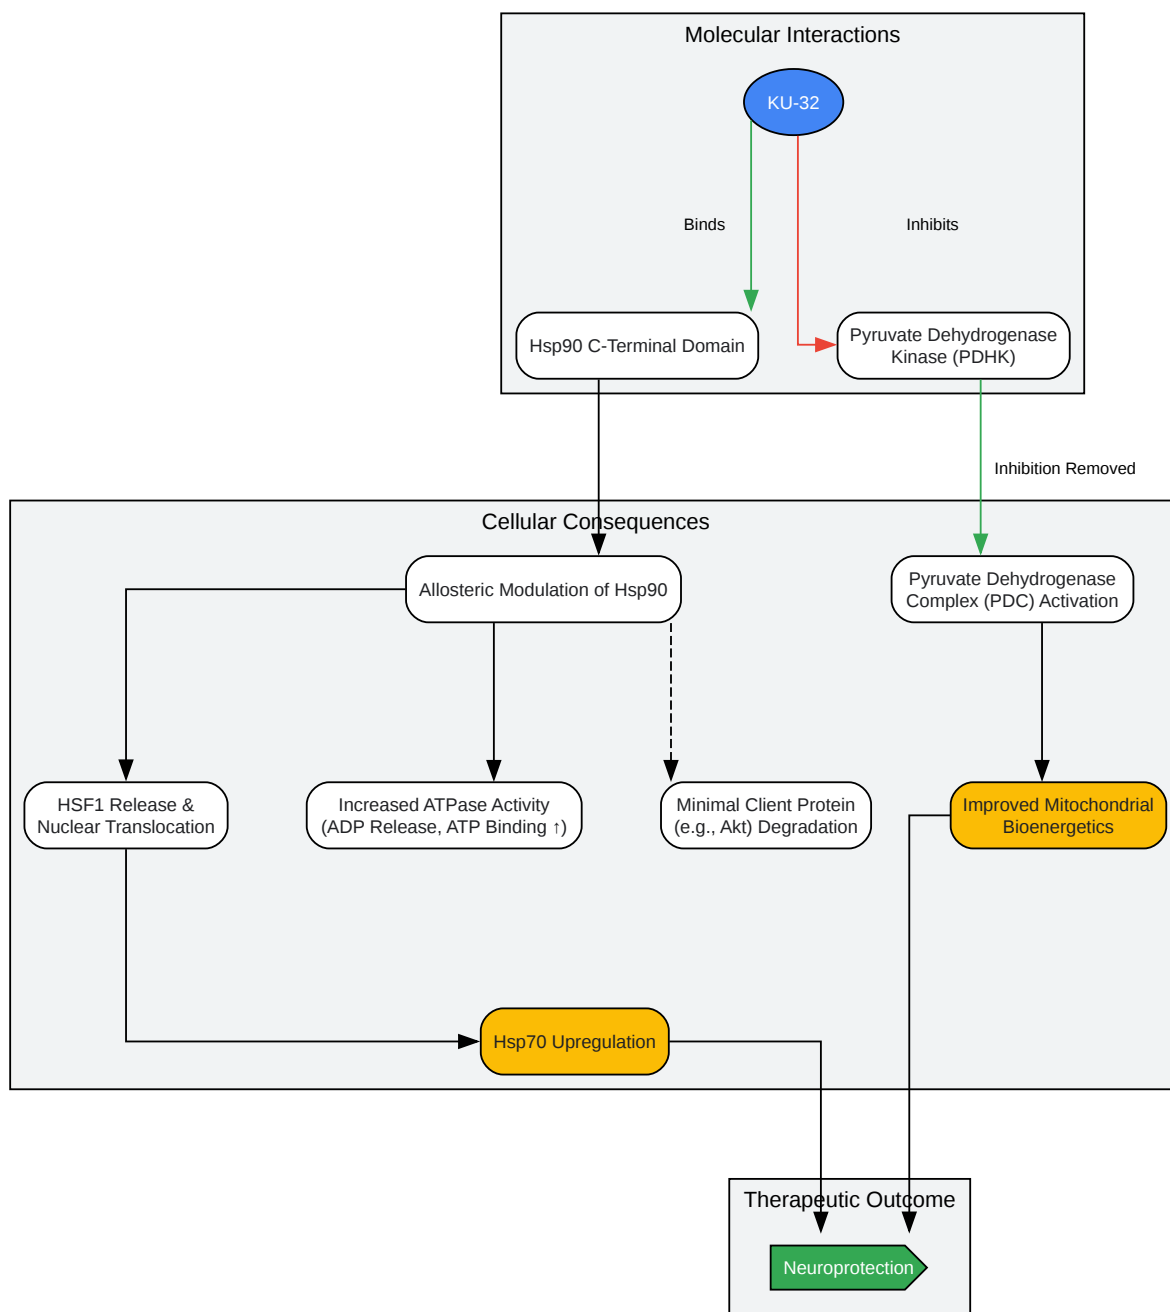 Molecular Interactions
KU-32
Binds
Inhibits
Hsp90 C-Terminal Domain
Pyruvate Dehydrogenase
Kinase (PDHK)
Inhibition Removed
Cellular Consequences
Allosteric Modulation of Hsp90
Pyruvate Dehydrogenase
Complex (PDC) Activation
HSF1 Release &
Nuclear Translocation
Increased ATPase Activity
(ADP Release, ATP Binding ↑)
Minimal Client Protein
(e.g., Akt) Degradation
Improved Mitochondrial
Bioenergetics
Hsp70 Upregulation
Therapeutic Outcome
Neuroprotection